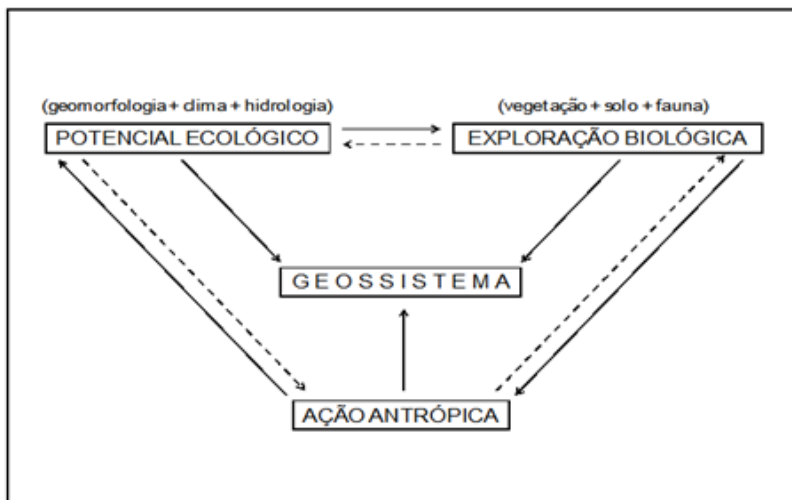 (geomorfologia + clima + hidrologia)
(vegetação + solo + fauna)
POTENCIAL ECOLÓGICO
EXPLORAÇÃO BIOLÓGICA
GEOSSISTEMA
AÇÃO ANTRÓPICA